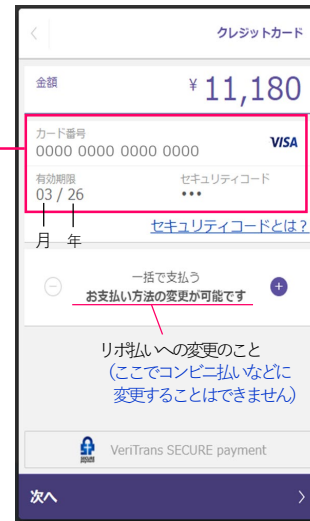 クレジットカード
金額
¥ 11,180
カード番号
0000 0000 0000 0000
VISA
有効期限
セキュリティコード
03 / 26
•••
セキュリティコードとは?
月 年
一括で支払う
お支払い方法の変更が可能です
リボ払いへの変更のこと
(ここでコンビニ払いなどに
変更することはできません)
VeriTrans SECURE payment
次へ